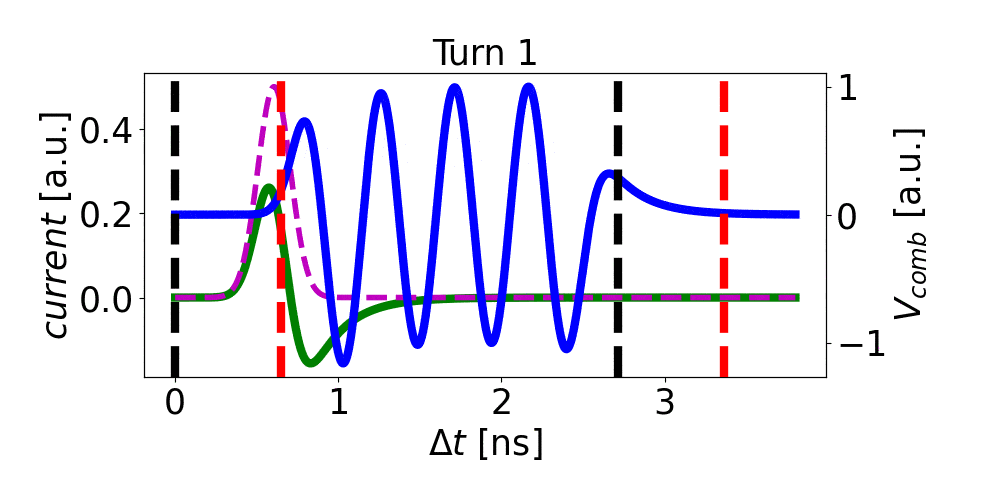 Turn 1
current [a.u.]
0.4
0.2
0.0
1
0
−1
V_comb [a.u.]
0 1 2 3
Δt [ns]